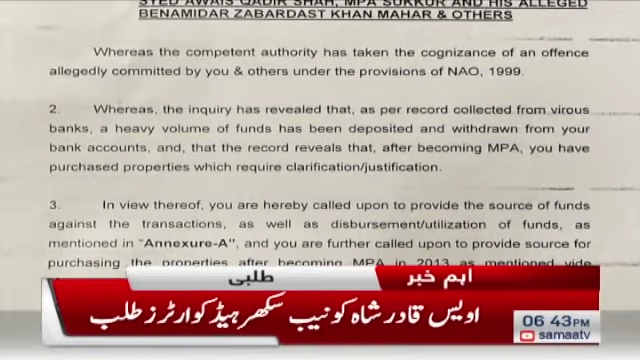 SYED AWAIS QADIR SHAH, MPA SUKKUR AND HIS ALLEGED
BENAMIDAR ZABARDAST KHAN MAHAR & OTHERS
Whereas the competent authority has taken the cognizance of an offence
allegedly committed by you & others under the provisions of NAO, 1999.
2. Whereas, the inquiry has revealed that, as per record collected from virous
banks, a heavy volume of funds has been deposited and withdrawn from your
bank accounts, and, that the record reveals that, after becoming MPA, you have
purchased properties which require clarification/justification.
3. In view thereof, you are hereby called upon to provide the source of funds
against the transactions, as well as disbursement/utilization of funds, as
mentioned in "Annexure-A", and you are further called upon to provide source for
purchasing the properties after becoming MPA in 2013 as mentioned vide
اہم خبر
طلبی
اویس قادر شاہ کو نیب سکھر ہیڈ کوارٹرز طلب
06:43PM
samaatv